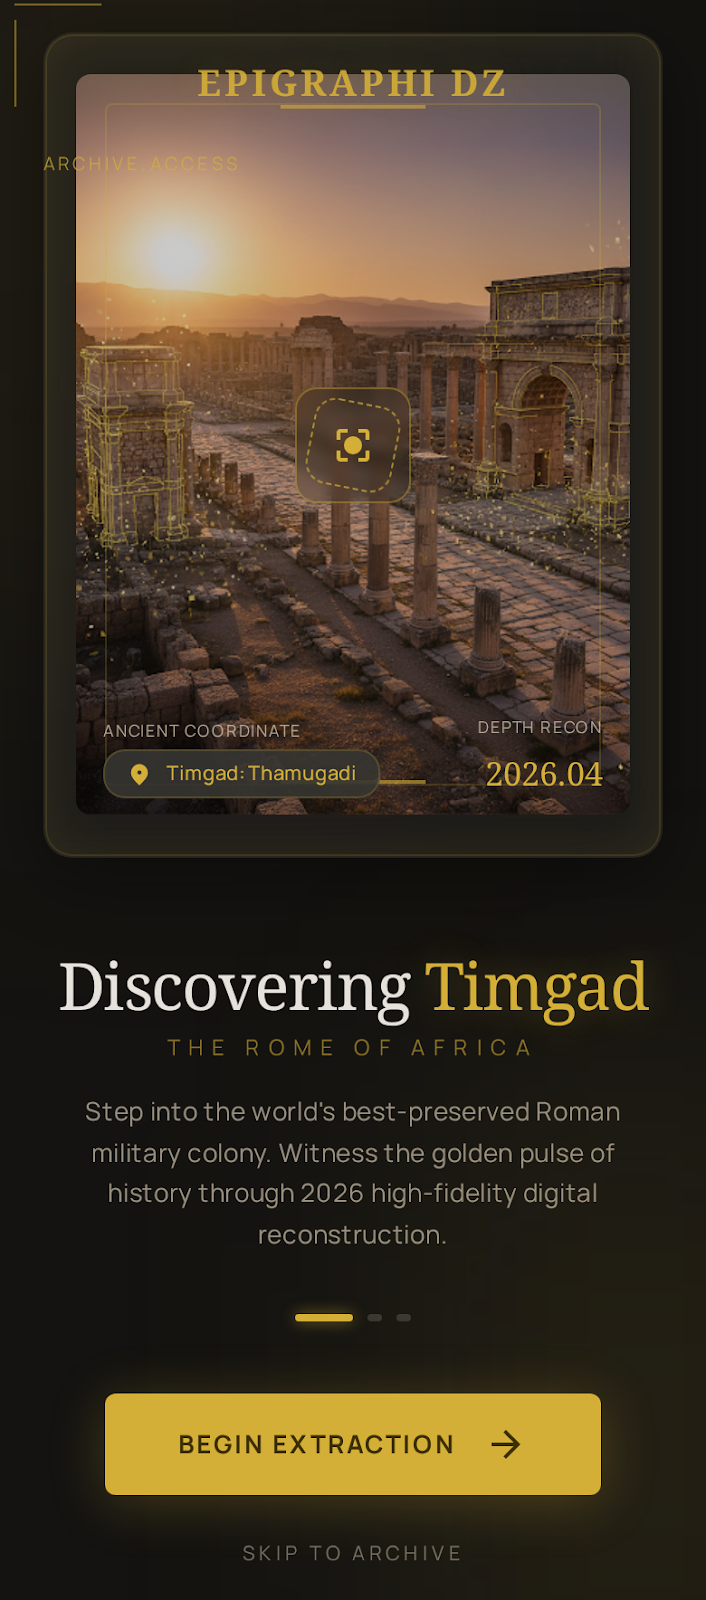 EPIGRAPHI DZ
ARCHIVE ACCESS
ANCIENT COORDINATE
DEPTH RECON
Timgad:Thamugadi
2026.04
Discovering Timgad
THE ROME OF AFRICA
Step into the world's best-preserved Roman
military colony. Witness the golden pulse of
history through 2026 high-fidelity digital
reconstruction.
BEGIN EXTRACTION
SKIP TO ARCHIVE